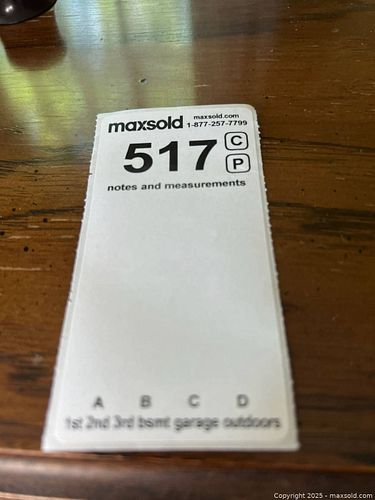 maxsold maxsold.com
1-877-257-7799
517 C
P
notes and measurements
A B C D
1st 2nd 3rd bsmt garage outdoors
Copyright 2025 - maxsold.com